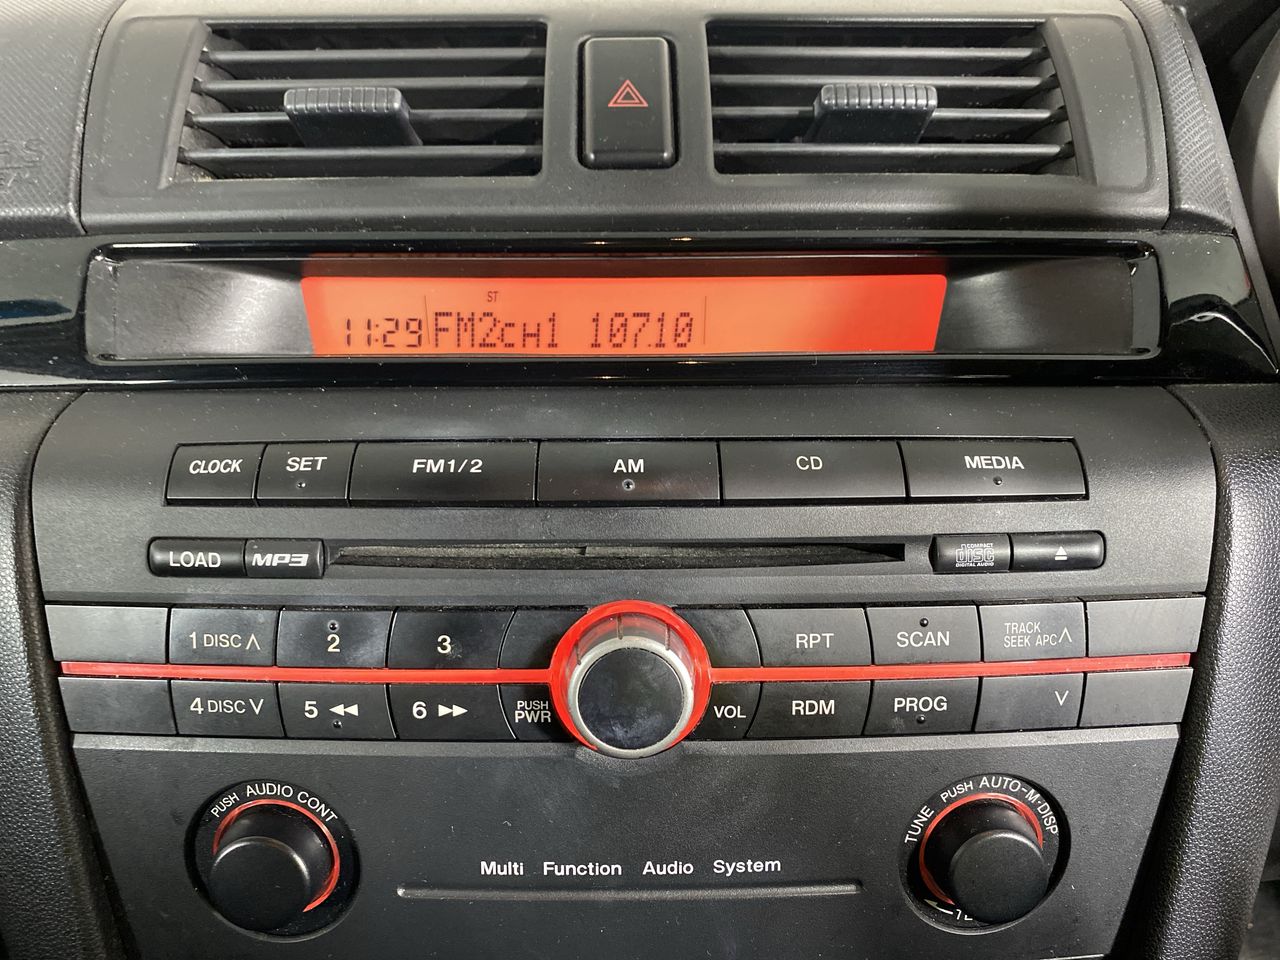 ST
11:29 FM2CH1 107.10
CLOCK SET FM1/2 AM CD MEDIA
LOAD MP3 COMPACT disc DIGITAL AUDIO
1 DISC ∧ 2 3 RPT SCAN TRACK SEEK APC ∧
4 DISC ∨ 5 ◀◀ 6 ▶▶ PUSH PWR VOL RDM PROG ∨
PUSH AUDIO CONT
TUNE PUSH AUTO-M·DISP
Multi Function Audio System